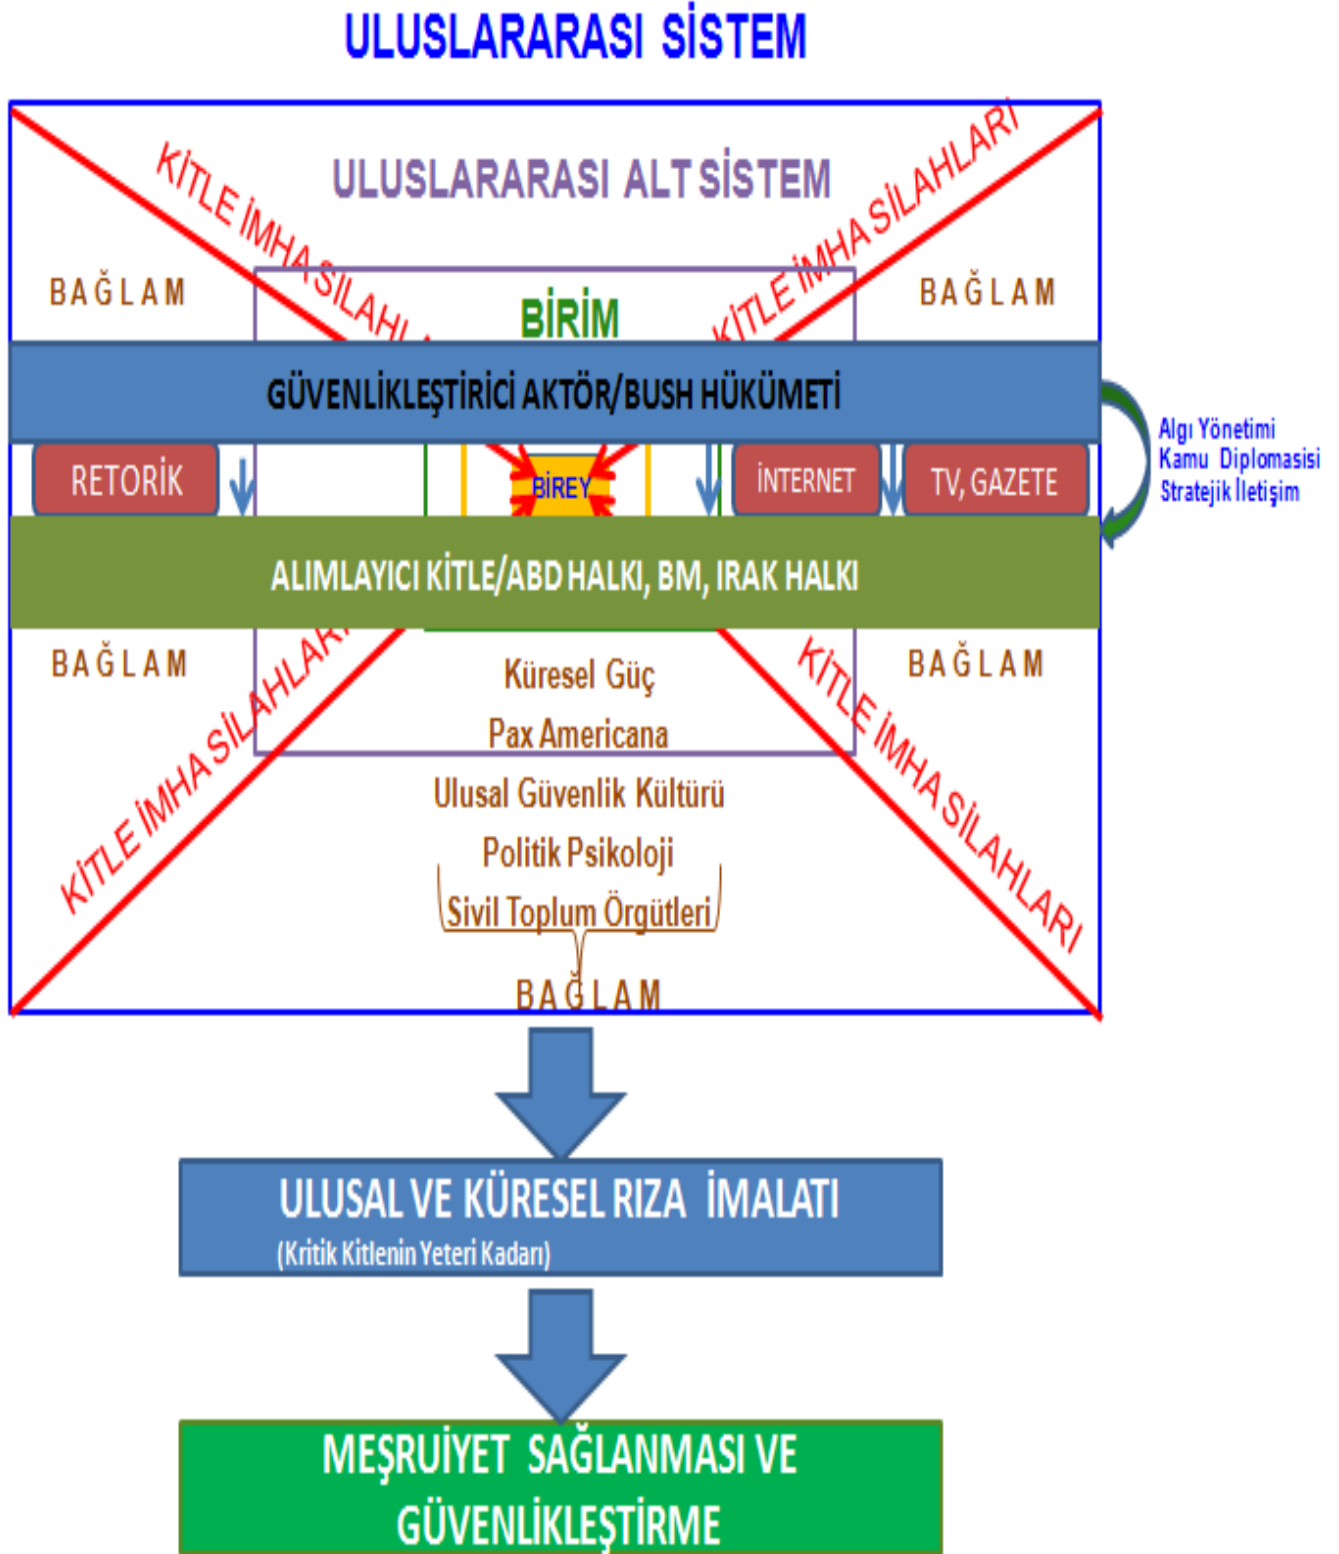 ULUSLARARASI SİSTEM
KİTLE İMHA SİLAHLARI
ULUSLARARASI ALT SİSTEM
KİTLE İMHA SİLAHLARI
BAĞLAM
BAĞLAM
BİRİM
GÜVENLİKLEŞTİRİCİ AKTÖR/BUSH HÜKÜMETİ
RETORİK
BİREY
İNTERNET
TV, GAZETE
Algı Yönetimi
Kamu Diplomasisi
Stratejik İletişim
ALIMLAYICI KİTLE/ABD HALKI, BM, IRAK HALKI
BAĞLAM
BAĞLAM
KİTLE İMHA SİLAHLARI
KİTLE İMHA SİLAHLARI
Küresel Güç
Pax Americana
Ulusal Güvenlik Kültürü
Politik Psikoloji
Sivil Toplum Örgütleri
BAĞLAM
ULUSAL VE KÜRESEL RIZA İMALATI
(Kritik Kitlenin Yeteri Kadarı)
MEŞRUİYET SAĞLANMASI VE
GÜVENLİKLEŞTİRME